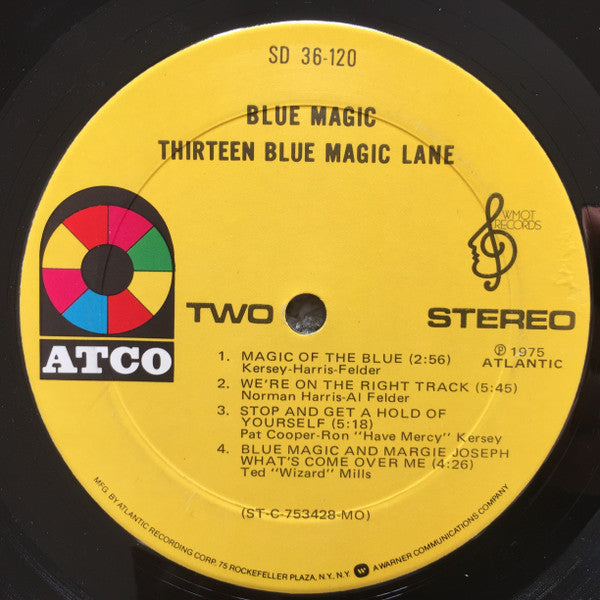 SD 36-120
BLUE MAGIC
THIRTEEN BLUE MAGIC LANE
WMOT
RECORDS
ATCO
TWO
STEREO
℗ 1975
ATLANTIC
1. MAGIC OF THE BLUE (2:56)
Kersey-Harris-Felder
2. WE'RE ON THE RIGHT TRACK (5:45)
Norman Harris-Al Felder
3. STOP AND GET A HOLD OF
YOURSELF (5:18)
Pat Cooper-Ron "Have Mercy" Kersey
4. BLUE MAGIC AND MARGIE JOSEPH
WHAT'S COME OVER ME (4:26)
Ted "Wizard" Mills
(ST-C-753428-MO)
MFG. BY ATLANTIC RECORDING CORP. 75 ROCKEFELLER PLAZA, N.Y. N.Y. W A WARNER COMMUNICATIONS COMPANY